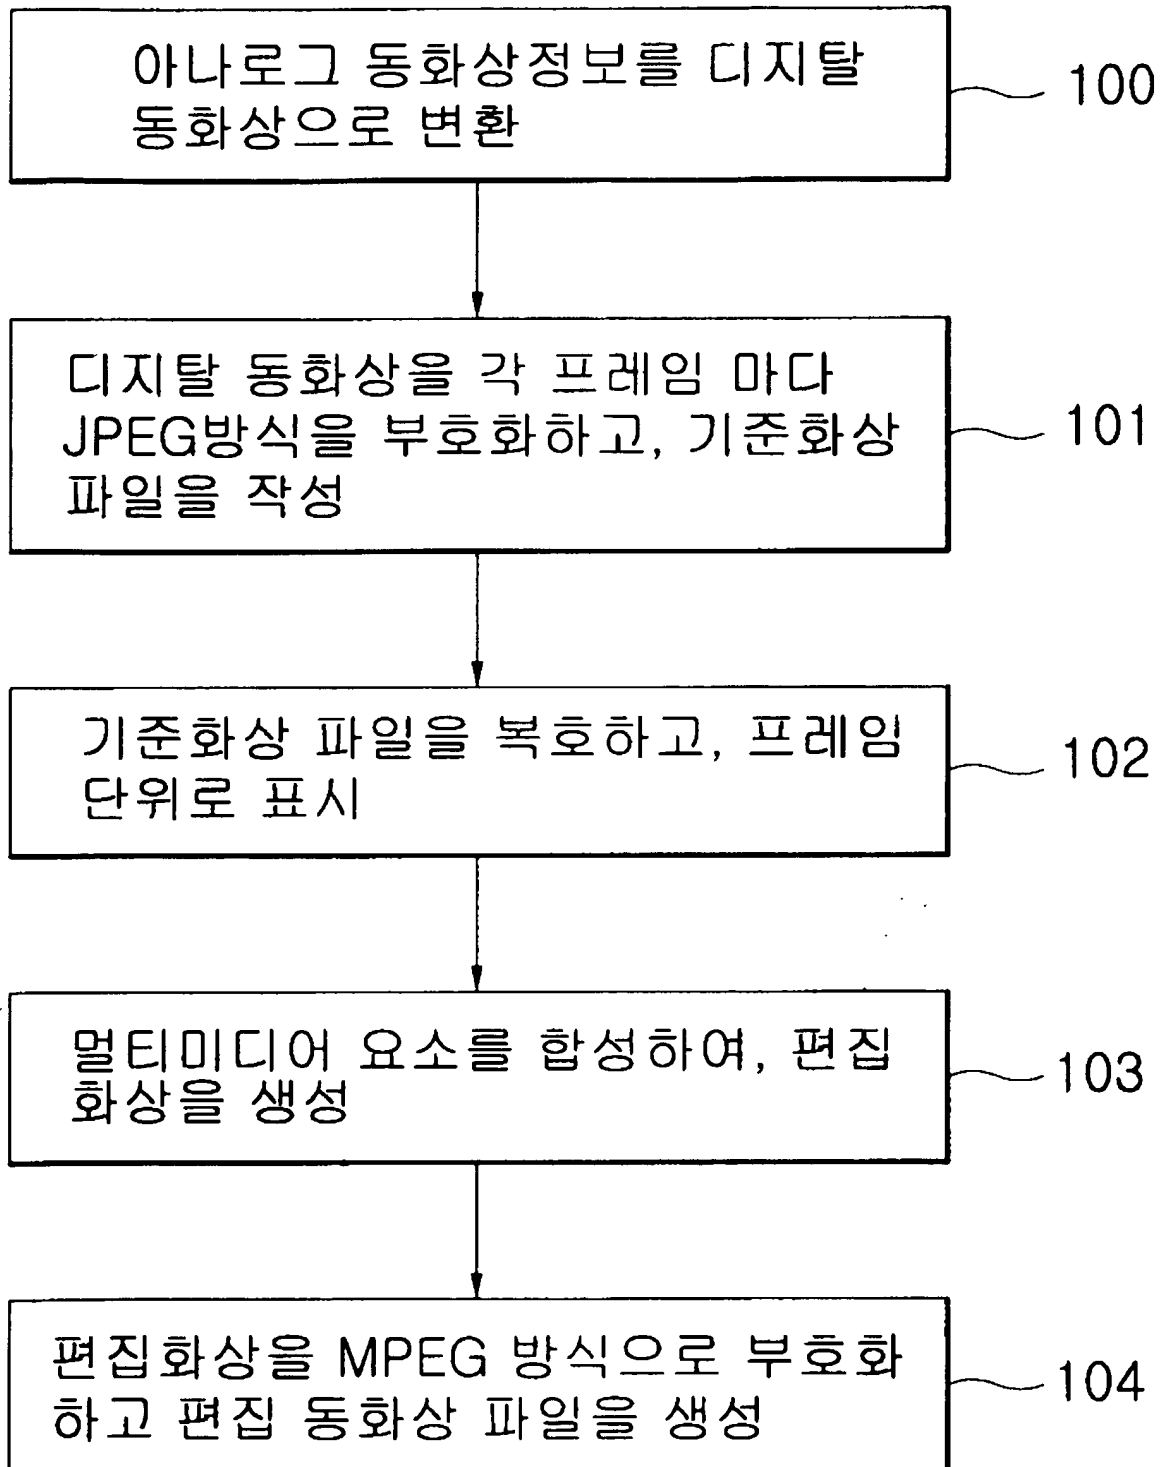 아나로그 동화상정보를 디지탈
동화상으로 변환
100
디지탈 동화상을 각 프레임 마다
JPEG방식을 부호화하고, 기준화상
파일을 작성
101
기준화상 파일을 복호하고, 프레임
단위로 표시
102
멀티미디어 요소를 합성하여, 편집
화상을 생성
103
편집화상을 MPEG 방식으로 부호화
하고 편집 동화상 파일을 생성
104